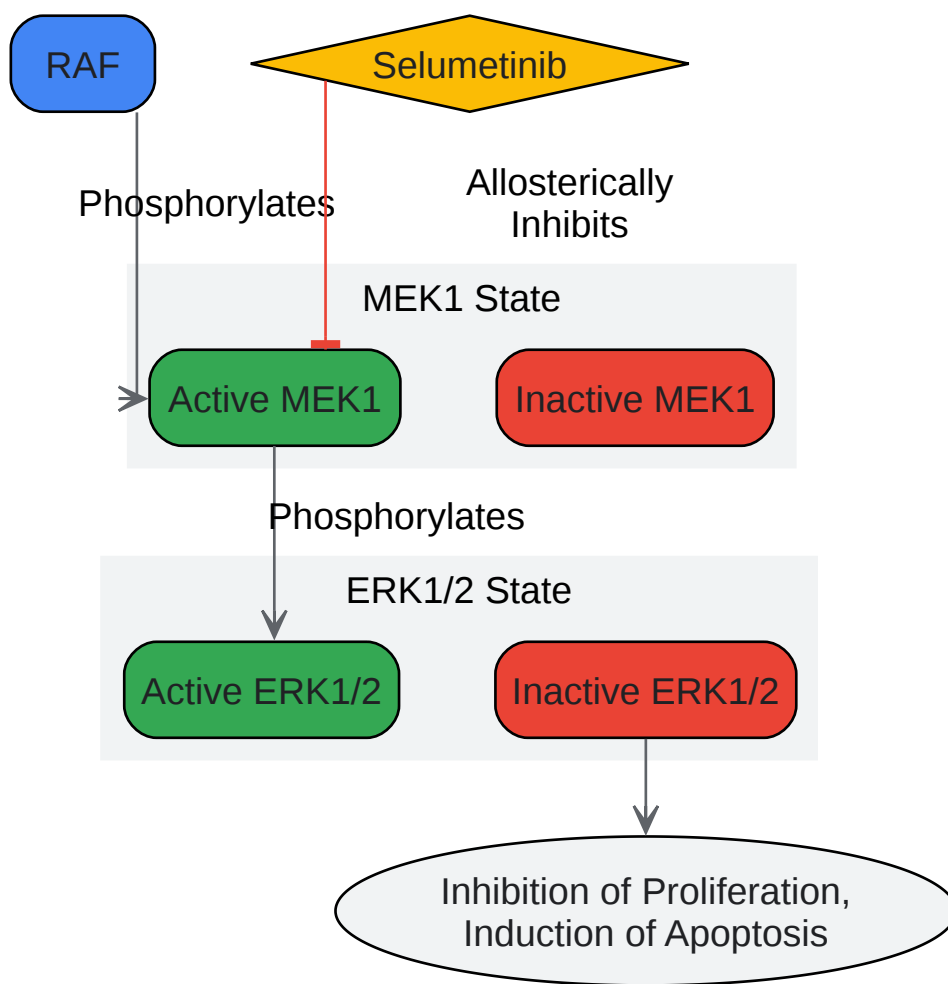 RAF
Selumetinib
Phosphorylates
Allosterically
Inhibits
MEK1 State
Active MEK1
Inactive MEK1
Phosphorylates
ERK1/2 State
Active ERK1/2
Inactive ERK1/2
Inhibition of Proliferation,
Induction of Apoptosis